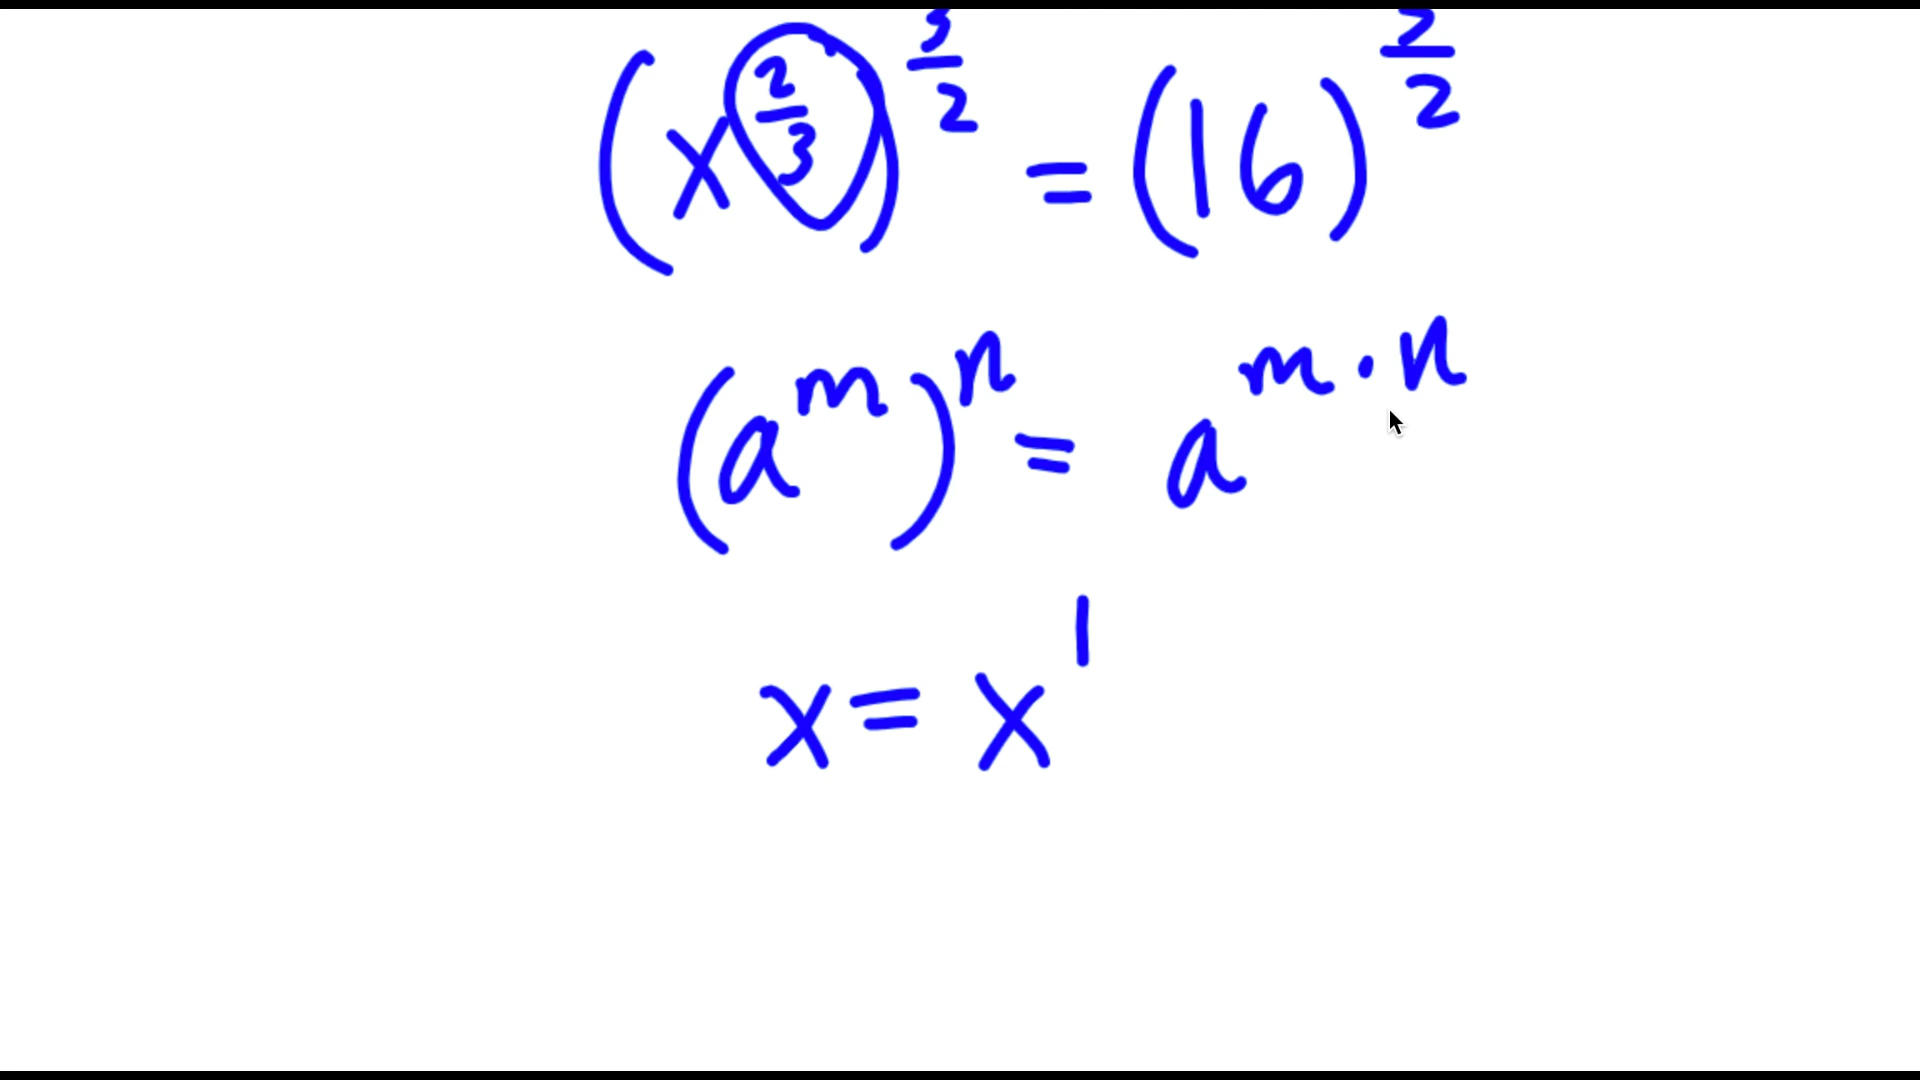 (x^(2/3))^(3/2) = (16)^(3/2)
(a^m)^n = a^(m·n)
x = x^1